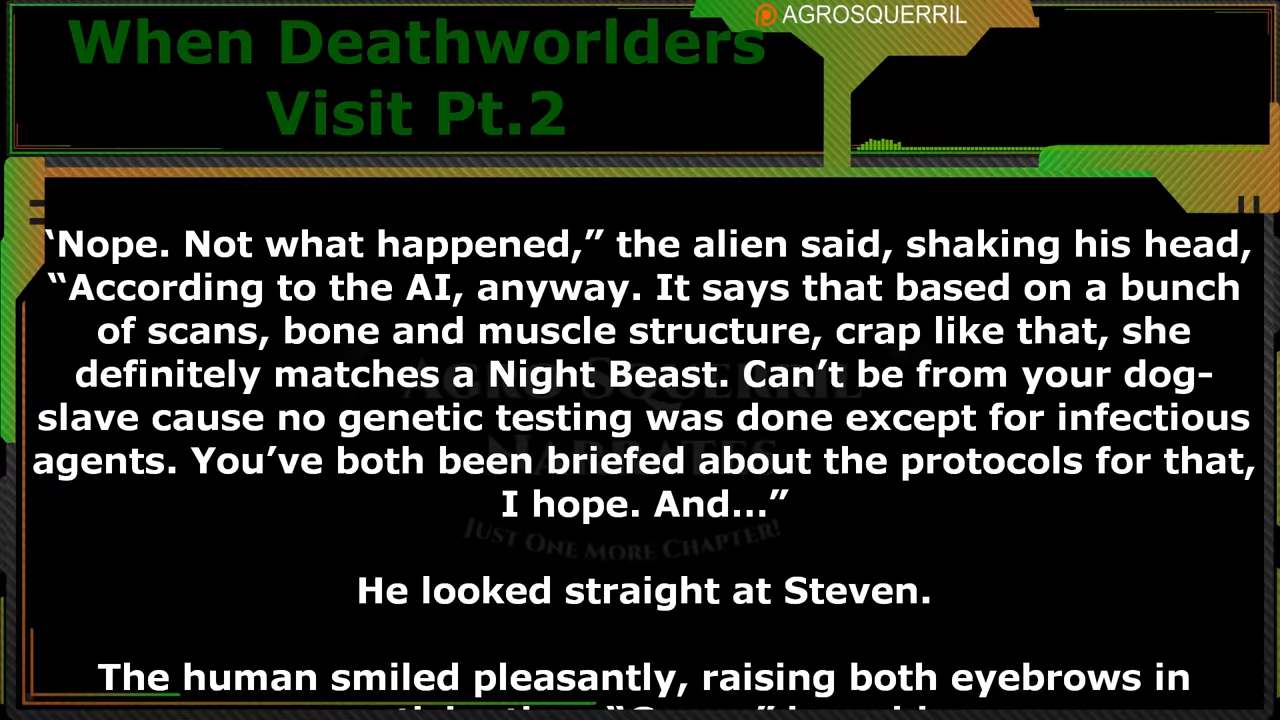 AGROSQUERRIL
When Deathworlders
Visit Pt.2
‘Nope. Not what happened,” the alien said, shaking his head,
“According to the AI, anyway. It says that based on a bunch
of scans, bone and muscle structure, crap like that, she
definitely matches a Night Beast. Can’t be from your dog-
slave cause no genetic testing was done except for infectious
agents. You’ve both been briefed about the protocols for that,
I hope. And...”
JUST ONE MORE CHAPTER!
He looked straight at Steven.
The human smiled pleasantly, raising both eyebrows in